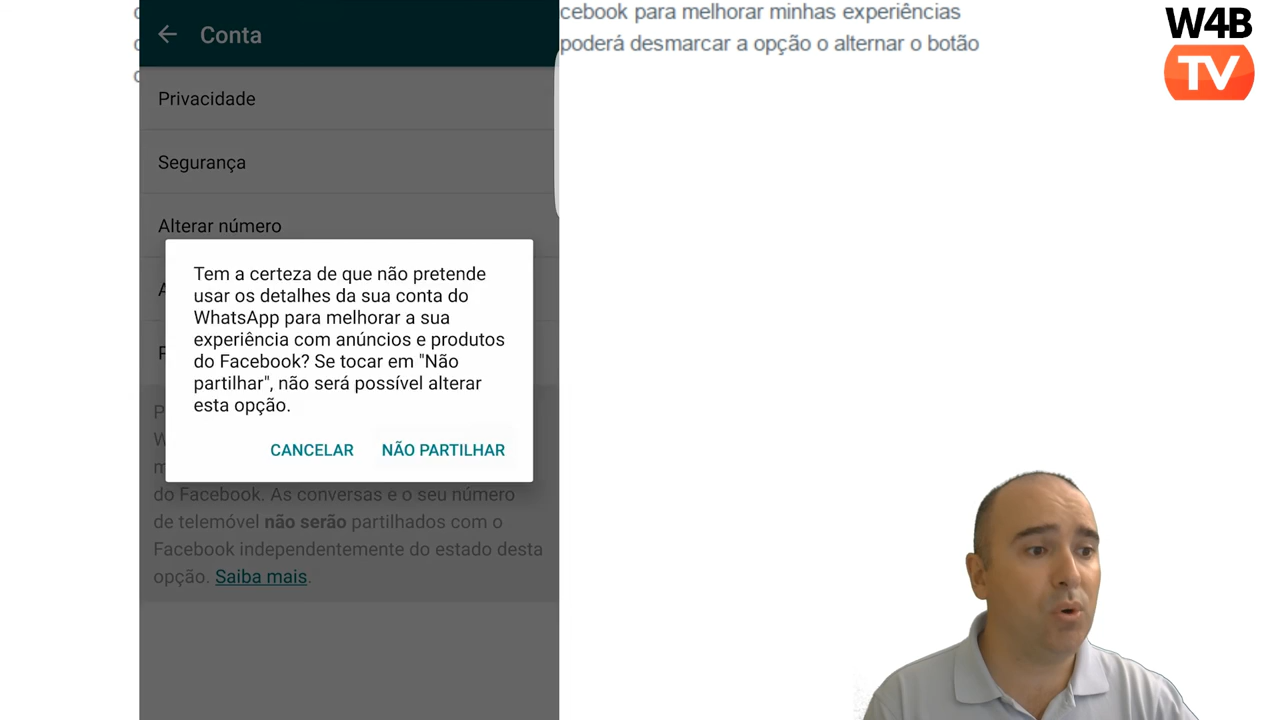 cebook para melhorar minhas experiências
poderá desmarcar a opção o alternar o botão
W4B
TV
Conta
Privacidade
Segurança
Alterar número
Tem a certeza de que não pretende
usar os detalhes da sua conta do
WhatsApp para melhorar a sua
experiência com anúncios e produtos
do Facebook? Se tocar em "Não
partilhar", não será possível alterar
esta opção.
CANCELAR NÃO PARTILHAR
do Facebook. As conversas e o seu número
de telemóvel não serão partilhados com o
Facebook independentemente do estado desta
opção. Saiba mais.